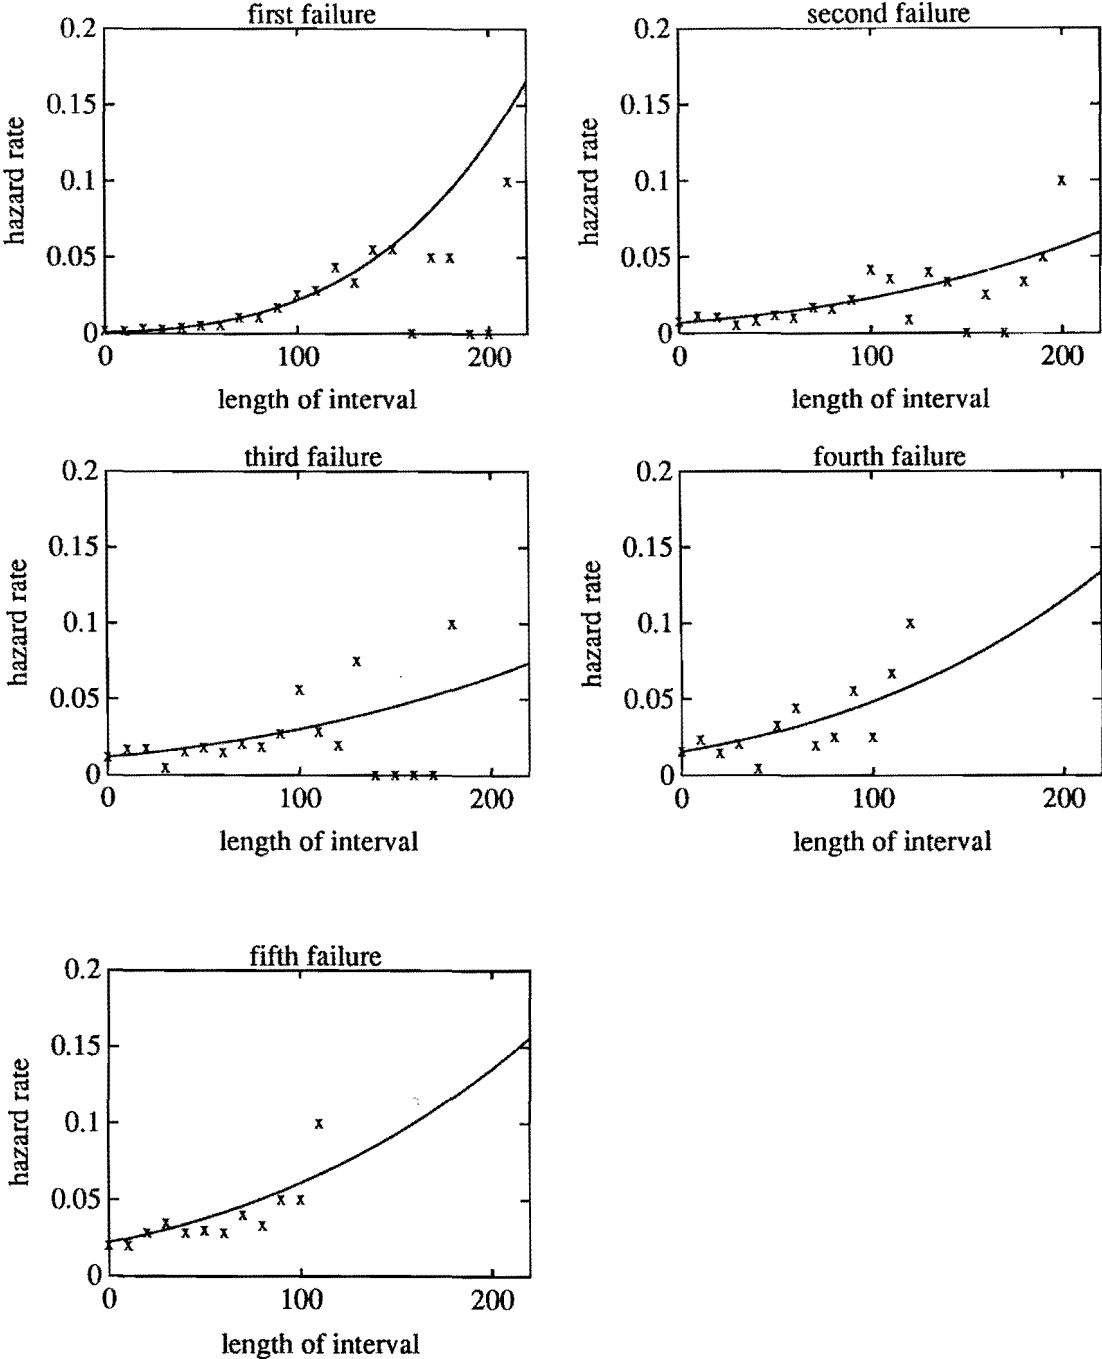 first failure
0.2
0.15
0.1
0.05
0
hazard rate
0 100 200
length of interval
second failure
0.2
0.15
0.1
0.05
0
hazard rate
0 100 200
length of interval
third failure
0.2
0.15
0.1
0.05
0
hazard rate
0 100 200
length of interval
fourth failure
0.2
0.15
0.1
0.05
0
hazard rate
0 100 200
length of interval
fifth failure
0.2
0.15
0.1
0.05
0
hazard rate
0 100 200
length of interval